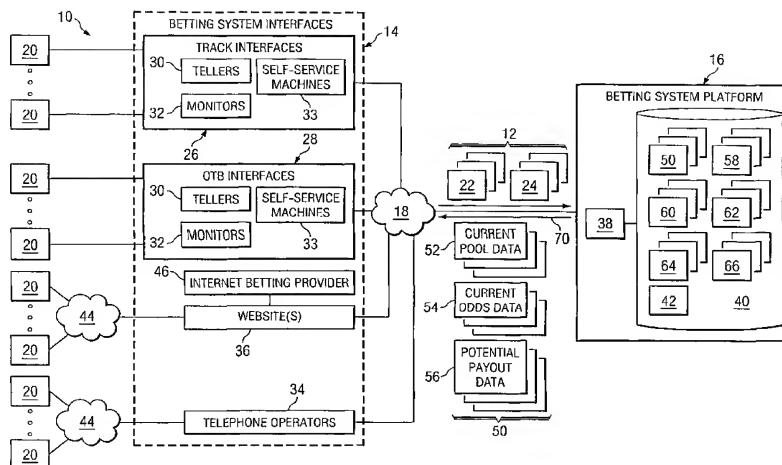 10
BETTING SYSTEM INTERFACES
14
TRACK INTERFACES
30
TELLERS
SELF-SERVICE
MACHINES
33
32
MONITORS
26
28
20
20
OTB INTERFACES
30
TELLERS
SELF-SERVICE
MACHINES
33
32
MONITORS
20
20
46
INTERNET BETTING PROVIDER
WEBSITE(S)
36
20
20
44
34
TELEPHONE OPERATORS
20
20
44
18
12
22
24
70
52
CURRENT
POOL DATA
54
CURRENT
ODDS DATA
56
POTENTIAL
PAYOUT
DATA
50
16
BETTING SYSTEM PLATFORM
38
50
58
60
62
64
66
42
40